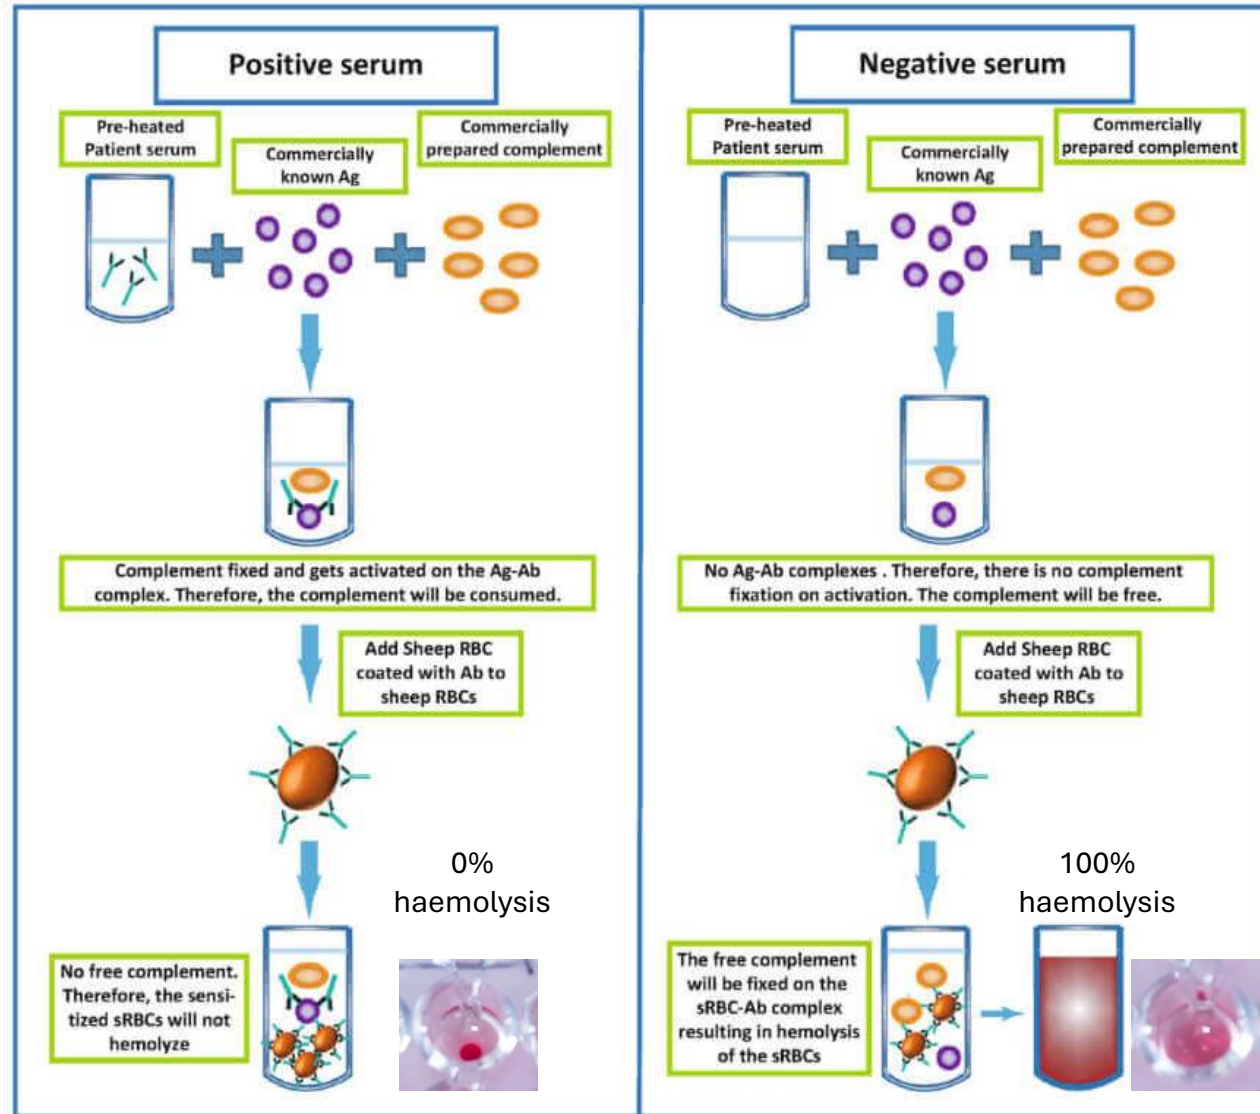 Positive serum
Pre-heated
Patient serum
Commercially
known Ag
Commercially
prepared complement
Complement fixed and gets activated on the Ag-Ab
complex. Therefore, the complement will be consumed.
Add Sheep RBC
coated with Ab to
sheep RBCs
0%
haemolysis
No free complement.
Therefore, the sensi-
tized sRBCs will not
hemolyze
Negative serum
Pre-heated
Patient serum
Commercially
known Ag
Commercially
prepared complement
No Ag-Ab complexes . Therefore, there is no complement
fixation on activation. The complement will be free.
Add Sheep RBC
coated with Ab to
sheep RBCs
100%
haemolysis
The free complement
will be fixed on the
sRBC-Ab complex
resulting in hemolysis
of the sRBCs